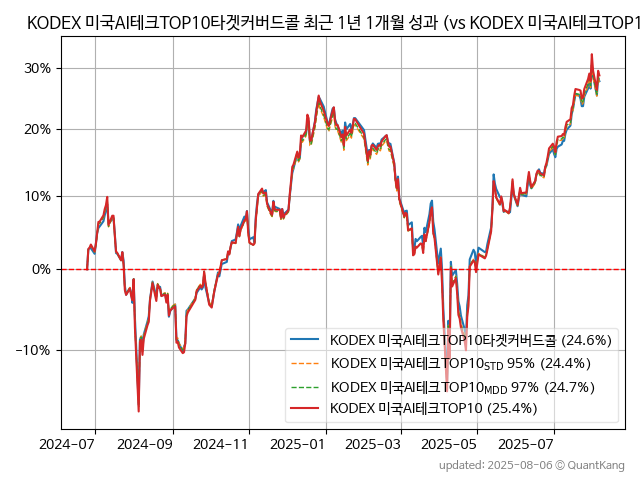 KODEX 미국AI테크TOP10타겟커버드콜 최근 1년 1개월 성과 (vs KODEX 미국AI테크TOP1
30%
20%
10%
0%
−10%
KODEX 미국AI테크TOP10타겟커버드콜 (24.6%)
KODEX 미국AI테크TOP10STD 95% (24.4%)
KODEX 미국AI테크TOP10MDD 97% (24.7%)
KODEX 미국AI테크TOP10 (25.4%)
2024-07 2024-09 2024-11 2025-01 2025-03 2025-05 2025-07
updated: 2025-08-06 © QuantKang